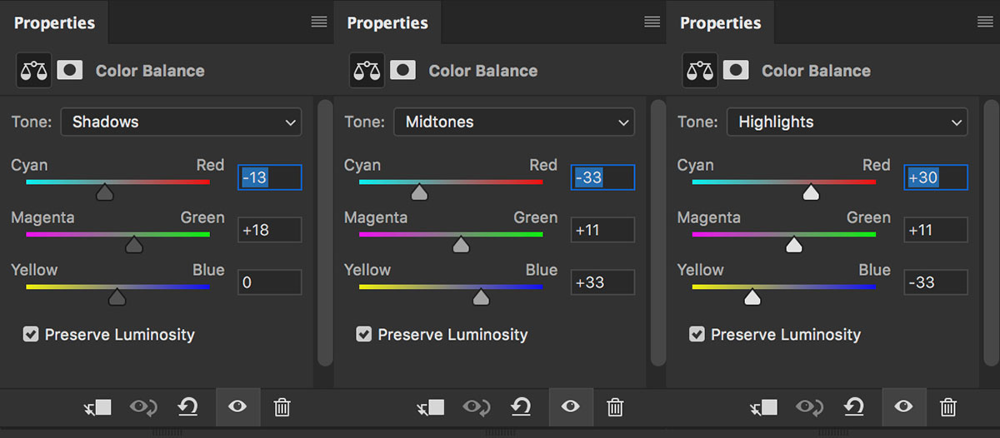 Properties
Color Balance
Tone: Shadows
Cyan Red -13
Magenta Green +18
Yellow Blue 0
Preserve Luminosity
Properties
Color Balance
Tone: Midtones
Cyan Red -33
Magenta Green +11
Yellow Blue +33
Preserve Luminosity
Properties
Color Balance
Tone: Highlights
Cyan Red +30
Magenta Green +11
Yellow Blue -33
Preserve Luminosity